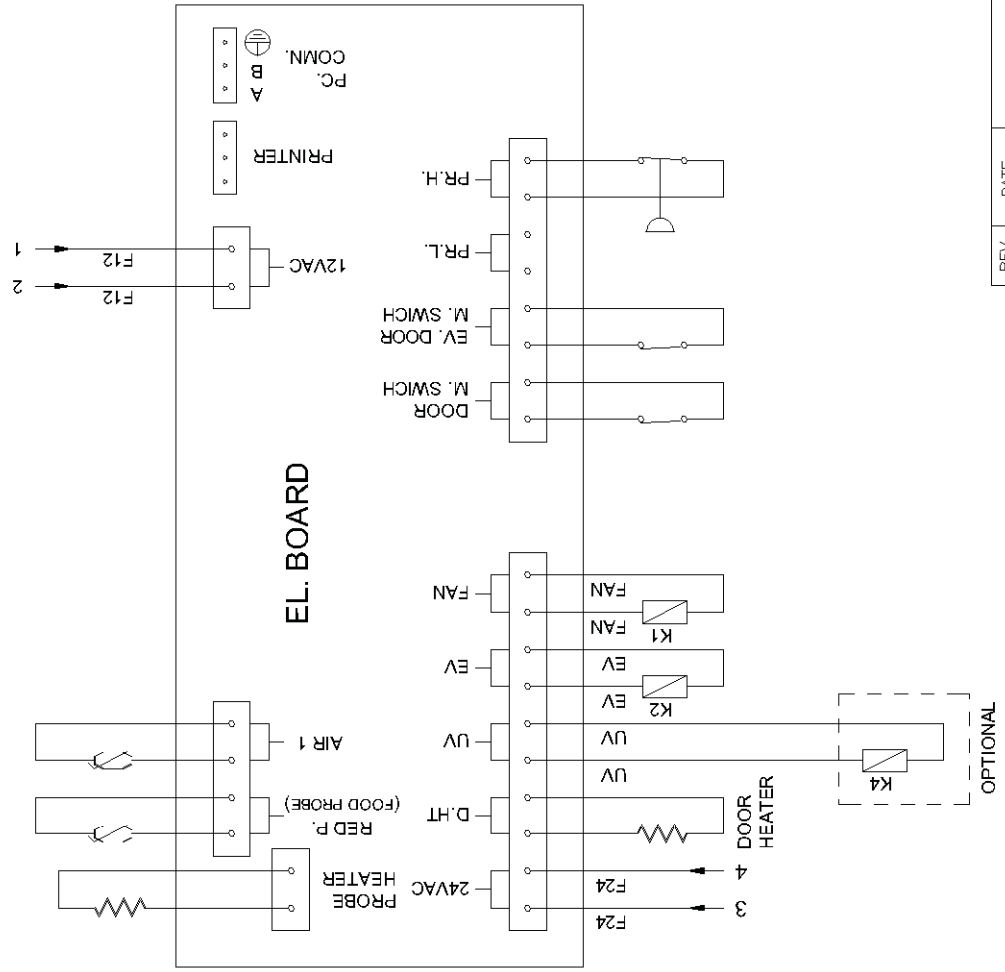 PC.
COMN.
A
B
PRINTER
12VAC
F12
1
F12
2
PR.H.
PR.L.
EV. DOOR
M. SWICH
DOOR
M. SWICH
EL. BOARD
FAN
FAN
FAN
K1
EV
EV
EV
K2
AIR 1
UV
UV
UV
K4
OPTIONAL
RED P.
(FOOD PROBE)
D.HT
DOOR
HEATER
PROBE
HEATER
24VAC
F24
4
F24
3
REV.
DATE